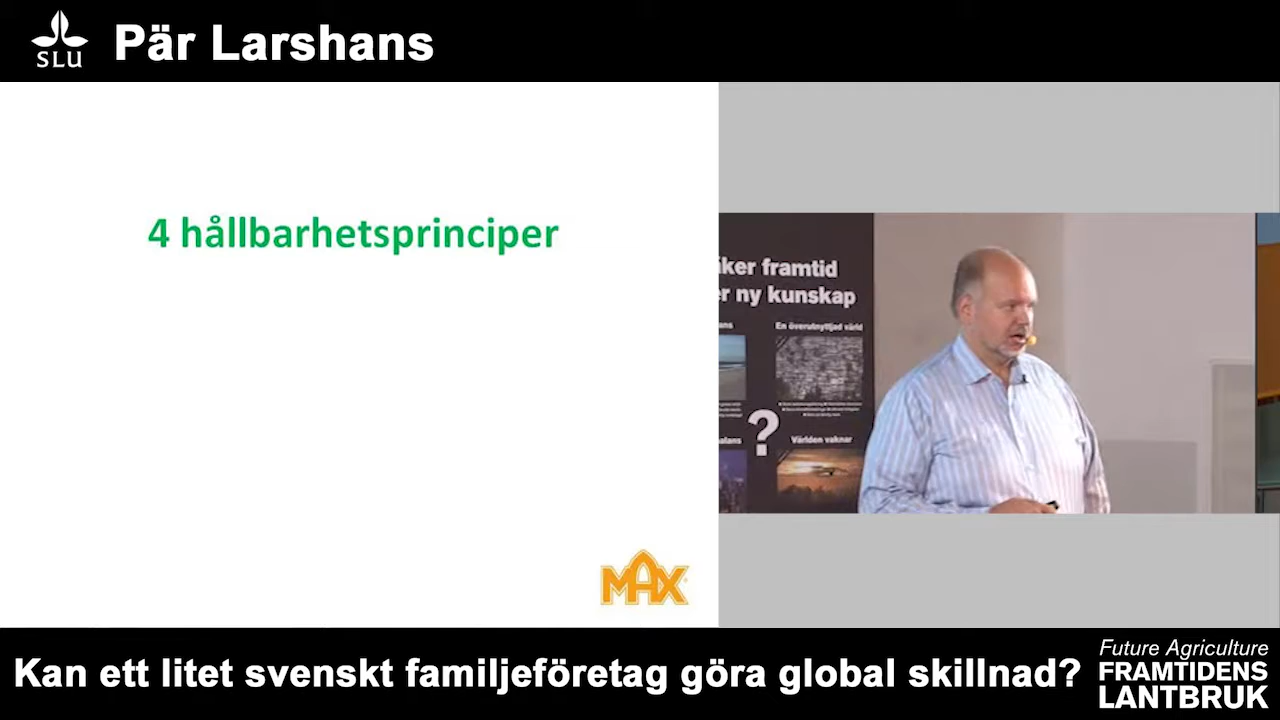 SLU
Pär Larshans
4 hållbarhetsprinciper
MAX
ker framtid
r ny kunskap
En överutnyttjad värld
?
Världen vaknar
Kan ett litet svenskt familjeföretag göra global skillnad?
Future Agriculture
FRAMTIDENS
LANTBRUK